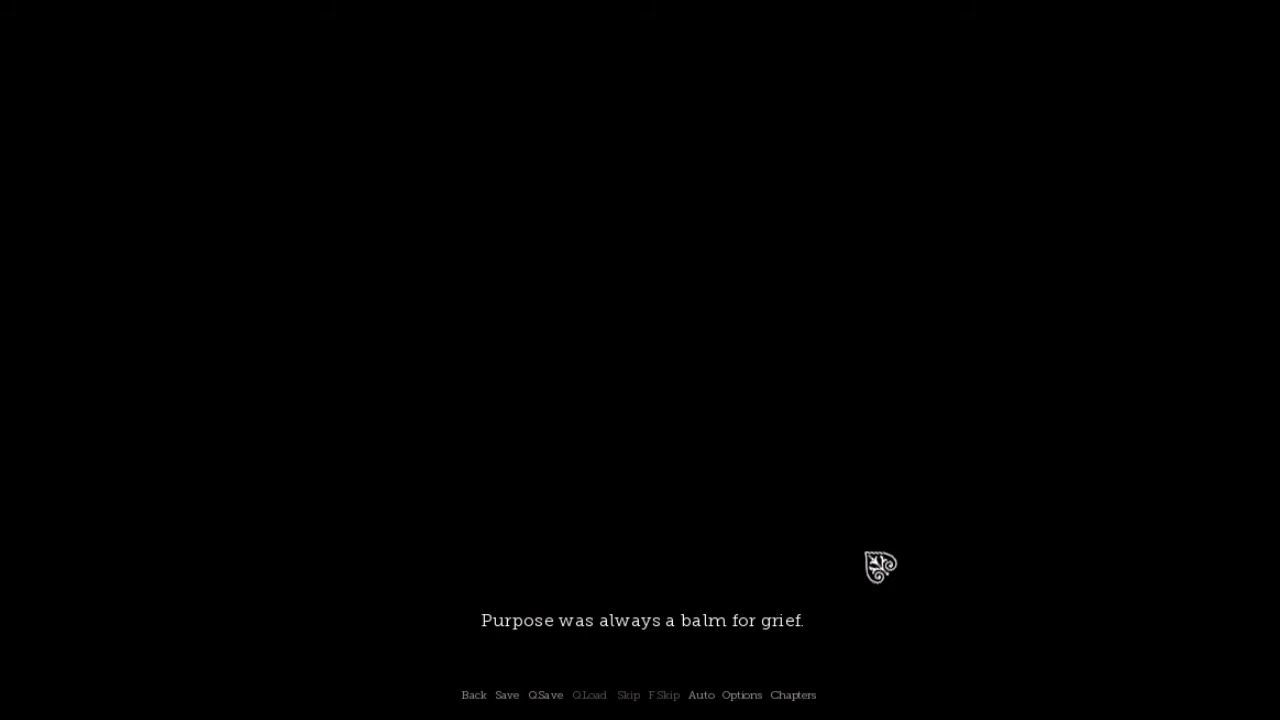 Purpose was always a balm for grief.
Back Save Q.Save Q.Load Skip F.Skip Auto Options Chapters